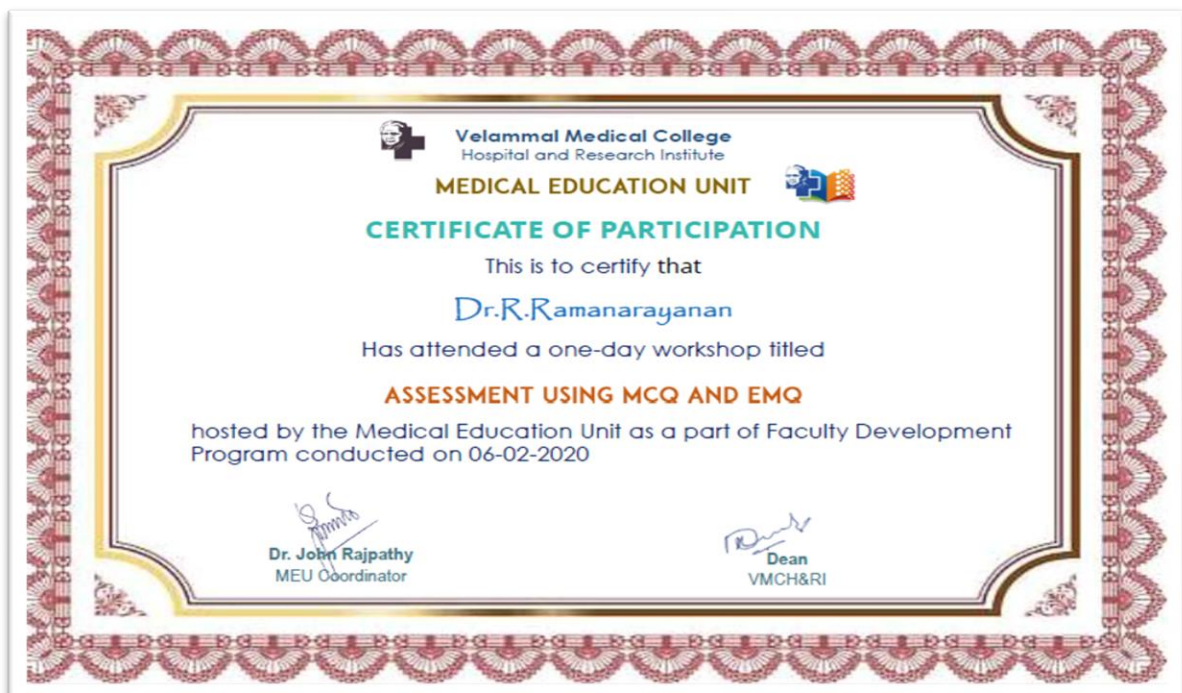 Velammal Medical College
Hospital and Research Institute
MEDICAL EDUCATION UNIT
CERTIFICATE OF PARTICIPATION
This is to certify that
Dr.R.Ramanarayanan
Has attended a one-day workshop titled
ASSESSMENT USING MCQ AND EMQ
hosted by the Medical Education Unit as a part of Faculty Development
Program conducted on 06-02-2020
Dr. John Rajpathy
MEU Coordinator
Dean
VMCH&RI